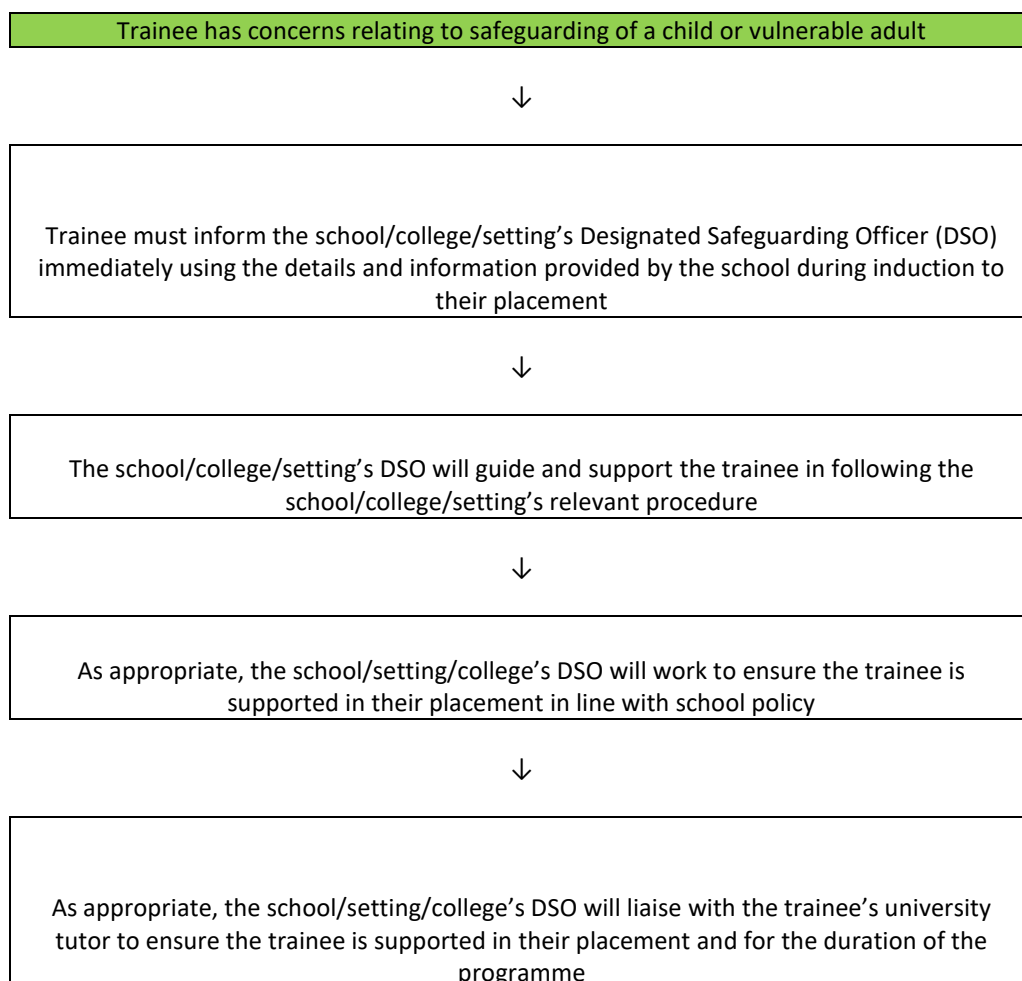 Trainee has concerns relating to safeguarding of a child or vulnerable adult
↓
Trainee must inform the school/college/setting’s Designated Safeguarding Officer (DSO)
immediately using the details and information provided by the school during induction to
their placement
↓
The school/college/setting’s DSO will guide and support the trainee in following the
school/college/setting’s relevant procedure
↓
As appropriate, the school/setting/college’s DSO will work to ensure the trainee is
supported in their placement in line with school policy
↓
As appropriate, the school/setting/college’s DSO will liaise with the trainee’s university
tutor to ensure the trainee is supported in their placement and for the duration of the
programme